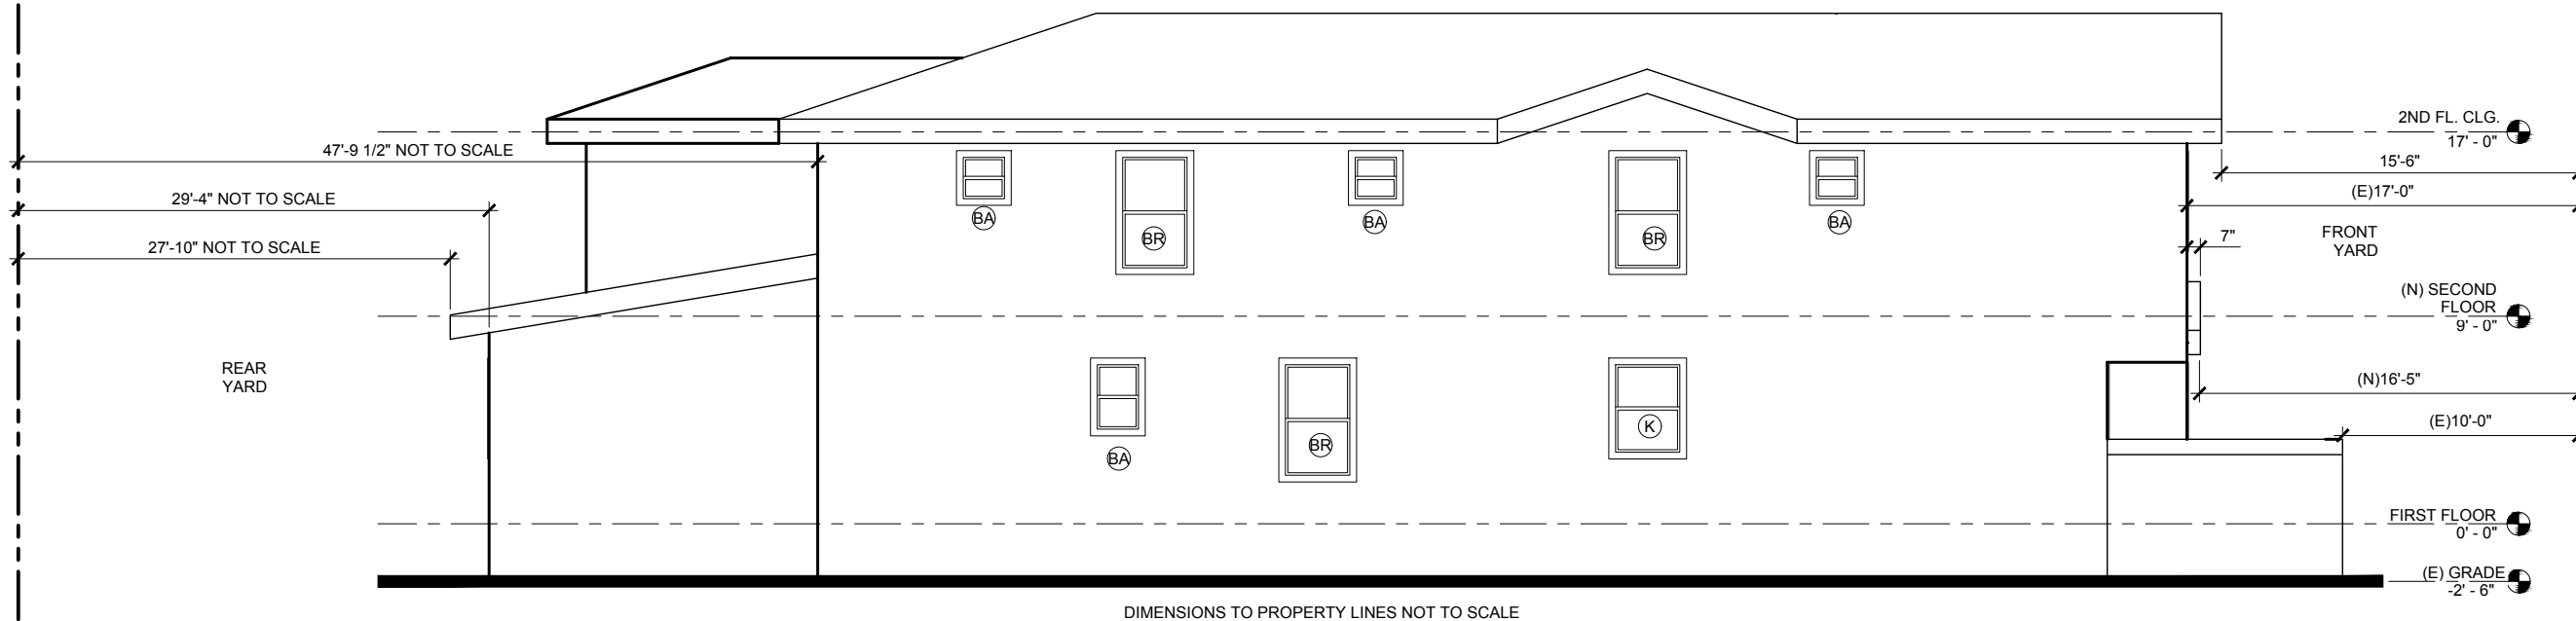 2ND FL. CLG.
17' - 0"
47'-9 1/2" NOT TO SCALE
15'-6"
29'-4" NOT TO SCALE
(E)17'-0"
BA
BA
BA
BR
BR
7"
FRONT
YARD
27'-10" NOT TO SCALE
(N) SECOND
FLOOR
9' - 0"
REAR
YARD
(N)16'-5"
(E)10'-0"
K
BR
BA
FIRST FLOOR
0' - 0"
(E) GRADE
-2' - 6"
DIMENSIONS TO PROPERTY LINES NOT TO SCALE